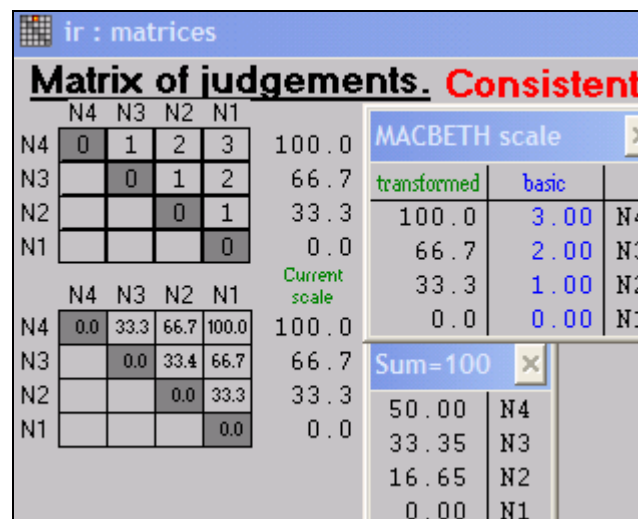 ir : matrices
Matrix of judgements. Consistent
N4 N3 N2 N1
N4 0 1 2 3 100.0
N3 0 1 2 66.7
N2 0 1 33.3
N1 0 0.0
Current
scale
N4 N3 N2 N1
N4 0.0 33.3 66.7 100.0 100.0
N3 0.0 33.4 66.7 66.7
N2 0.0 33.3 33.3
N1 0.0 0.0
MACBETH scale
transformed basic
100.0 3.00 N4
66.7 2.00 N3
33.3 1.00 N2
0.0 0.00 N1
Sum=100
50.00 N4
33.35 N3
16.65 N2
0.00 N1